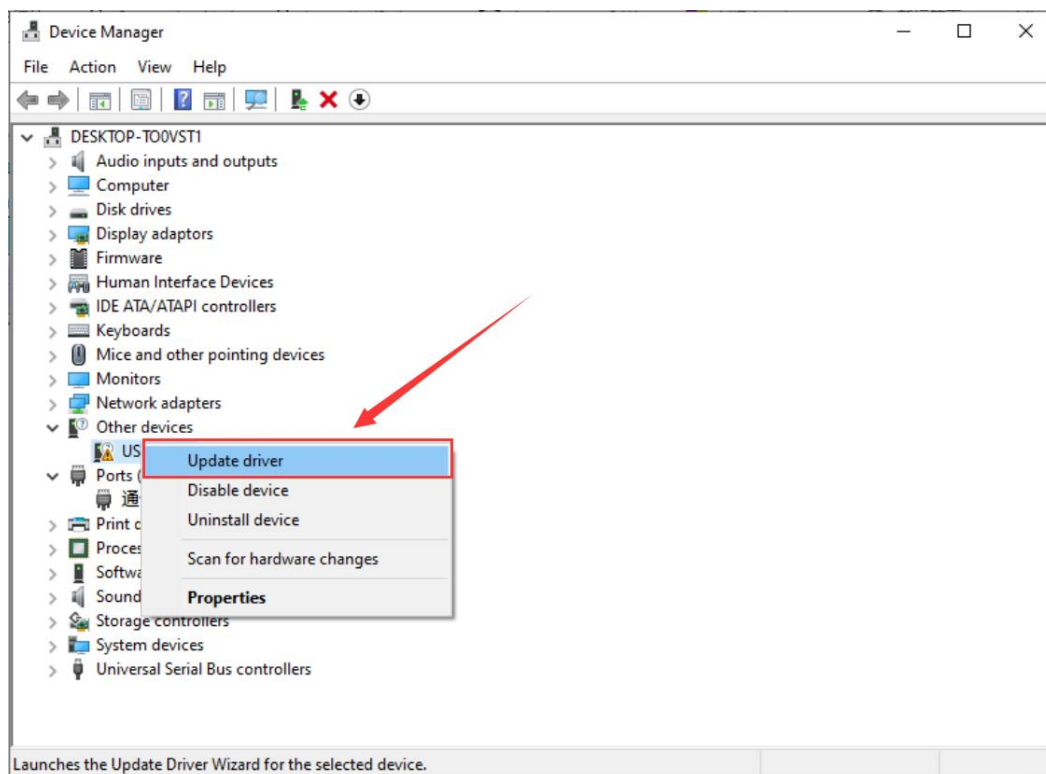 Device Manager
File Action View Help
DESKTOP-TO0VST1
Audio inputs and outputs
Computer
Disk drives
Display adaptors
Firmware
Human Interface Devices
IDE ATA/ATAPI controllers
Keyboards
Mice and other pointing devices
Monitors
Network adapters
Other devices
US
Update driver
Ports (
Disable device
通
Uninstall device
Print
Scan for hardware changes
Properties
Sound
Storage controllers
System devices
Universal Serial Bus controllers
Launches the Update Driver Wizard for the selected device.